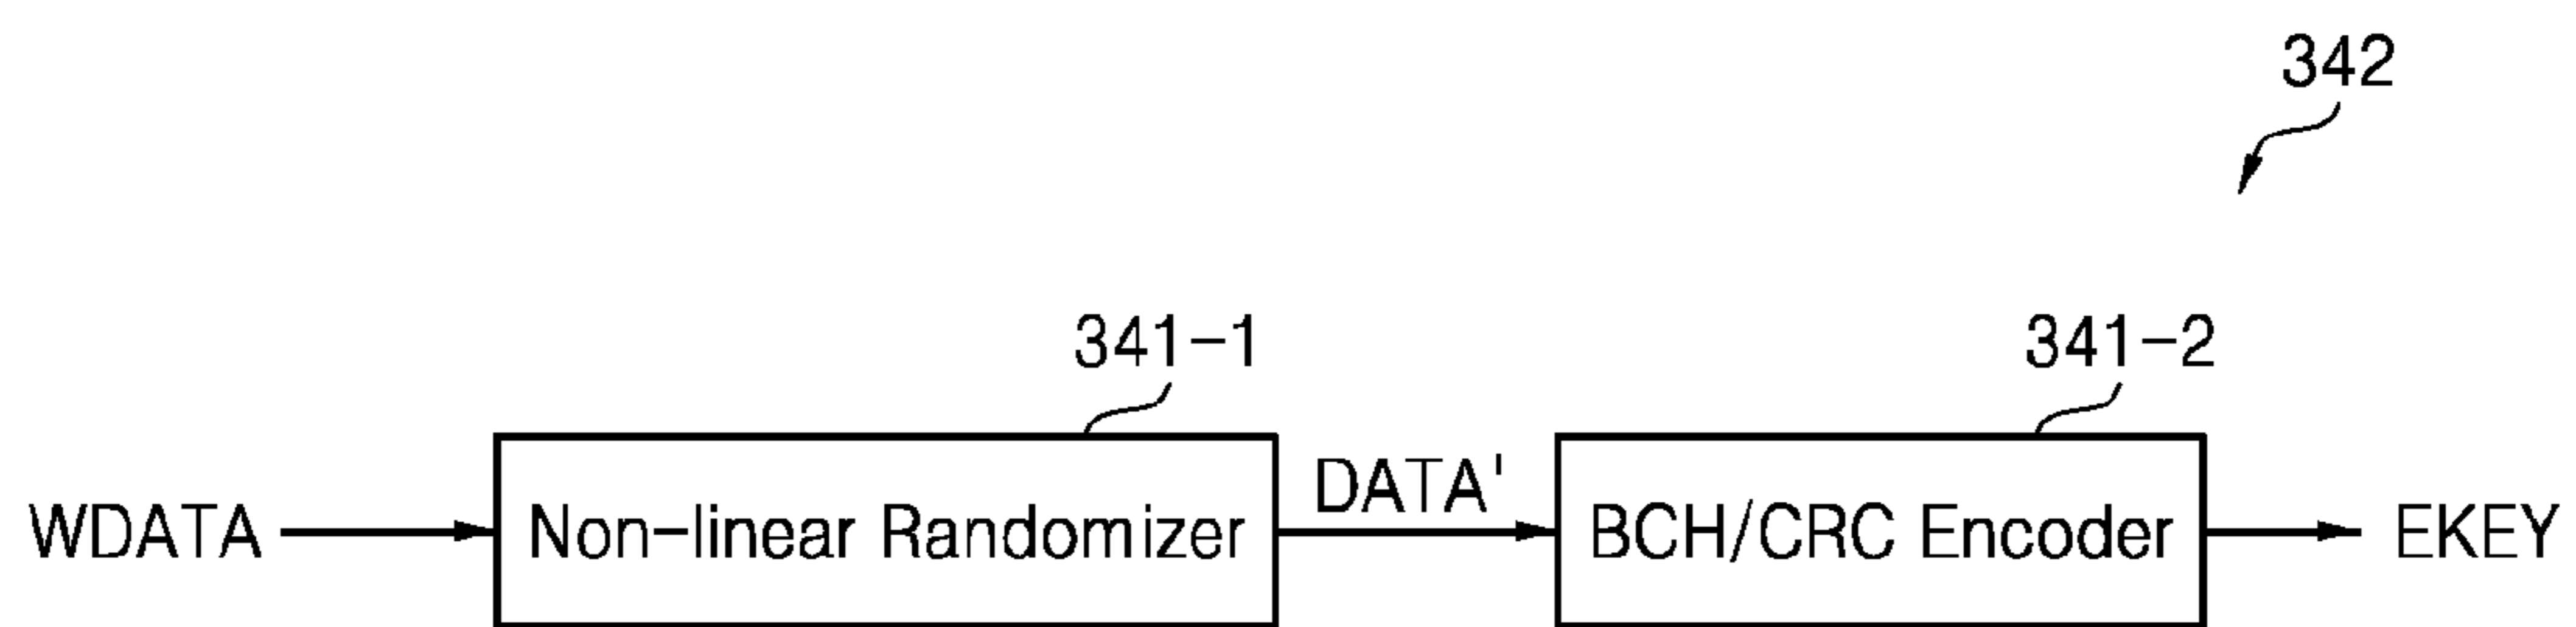 342
341-1
341-2
WDATA
Non-linear Randomizer
DATA'
BCH/CRC Encoder
EKEY